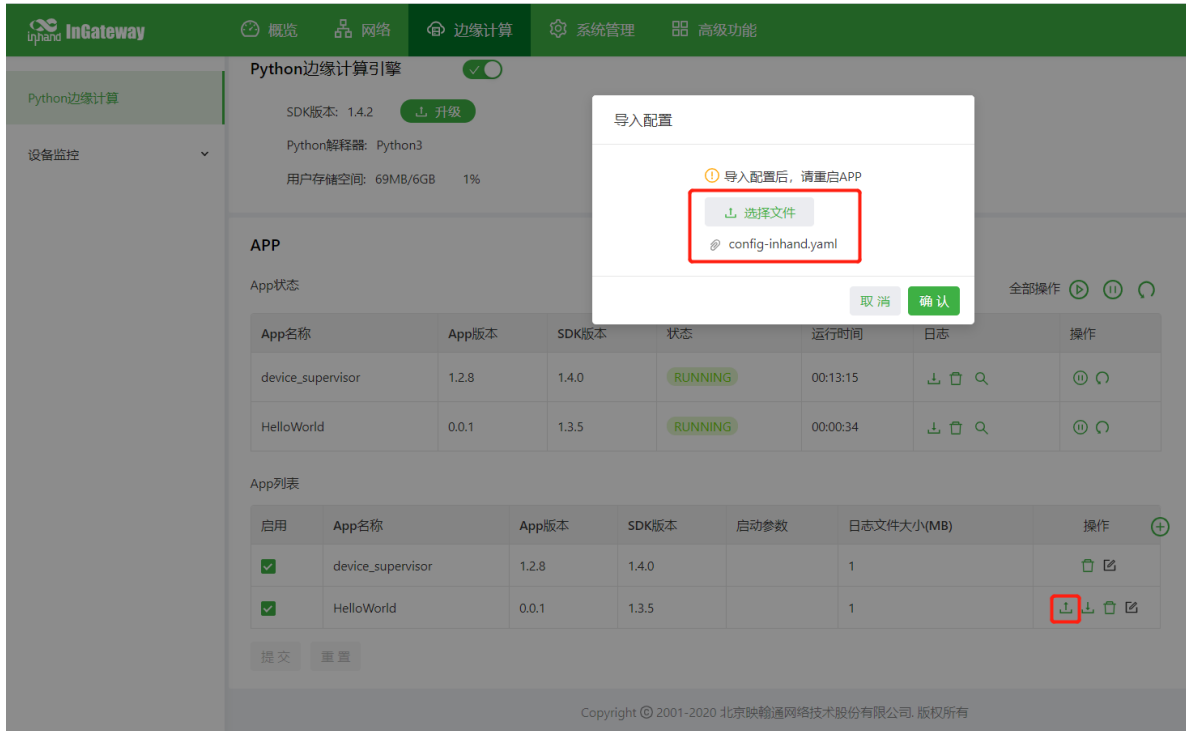 inhand InGateway 概览 网络 边缘计算 系统管理 高级功能
Python边缘计算
设备监控
Python边缘计算引擎
SDK版本: 1.4.2 升级
Python解释器: Python3
用户存储空间: 69MB/6GB 1%
导入配置
导入配置后，请重启APP
选择文件
config-inhand.yaml
取 消 确 认
APP
App状态 全部操作
App名称 App版本 SDK版本 状态 运行时间 日志 操作
device_supervisor 1.2.8 1.4.0 RUNNING 00:13:15
HelloWorld 0.0.1 1.3.5 RUNNING 00:00:34
App列表
启用 App名称 App版本 SDK版本 启动参数 日志文件大小(MB) 操作
device_supervisor 1.2.8 1.4.0 1
HelloWorld 0.0.1 1.3.5 1
提 交 重 置
Copyright © 2001-2020 北京映翰通网络技术股份有限公司. 版权所有